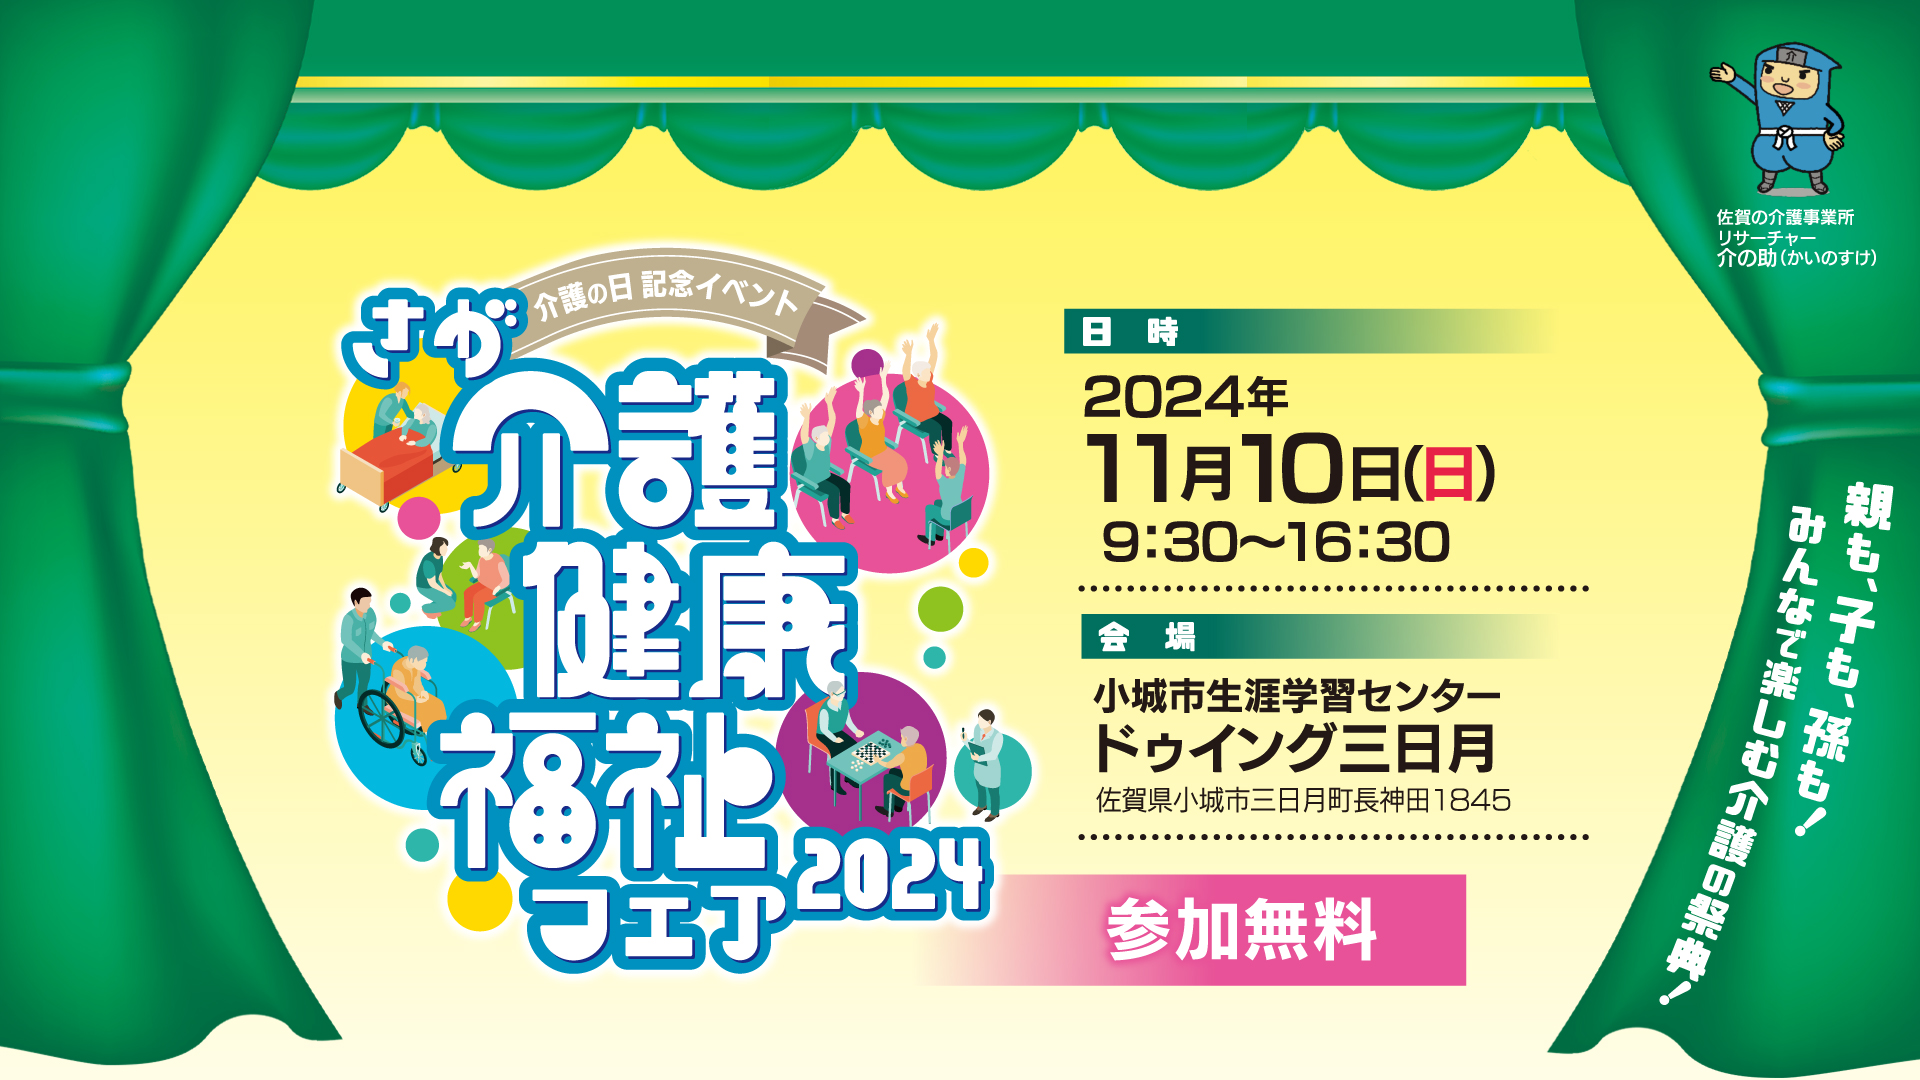 介
佐賀の介護事業所
リサーチャー
介の助(かいのすけ)
介護の日 記念イベント
さが
介護
健康
福祉
フェア2024
日 時
2024年
11月10日(日)
9:30〜16:30
会 場
小城市生涯学習センター
ドゥイング三日月
佐賀県小城市三日月町長神田1845
参加無料
親も、子も、孫も!
みんなで楽しむ介護の祭典!